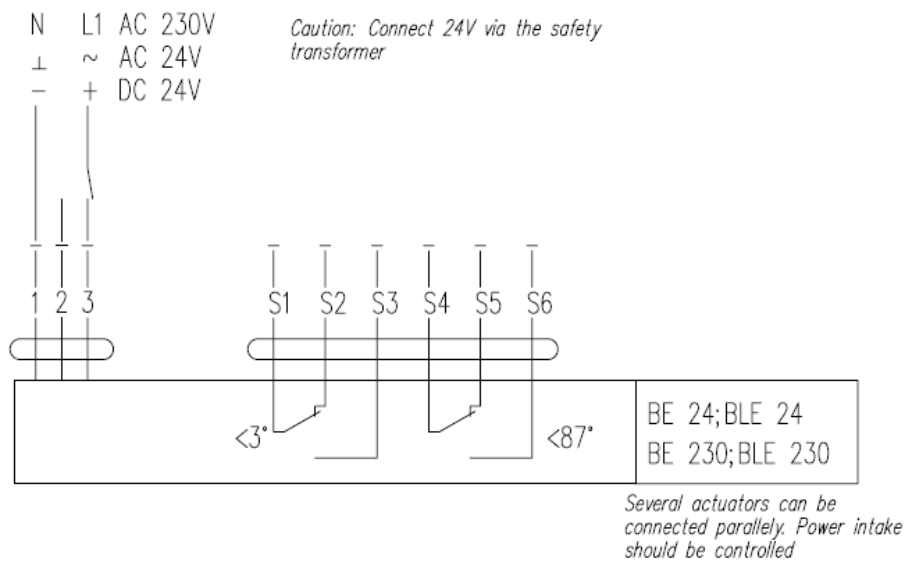 N L1 AC 230V
⊥ ~ AC 24V
− + DC 24V
Caution: Connect 24V via the safety
transformer
1 2 3 S1 S2 S3 S4 S5 S6
<3° <87°
BE 24;BLE 24
BE 230;BLE 230
Several actuators can be
connected parallely. Power intake
should be controlled